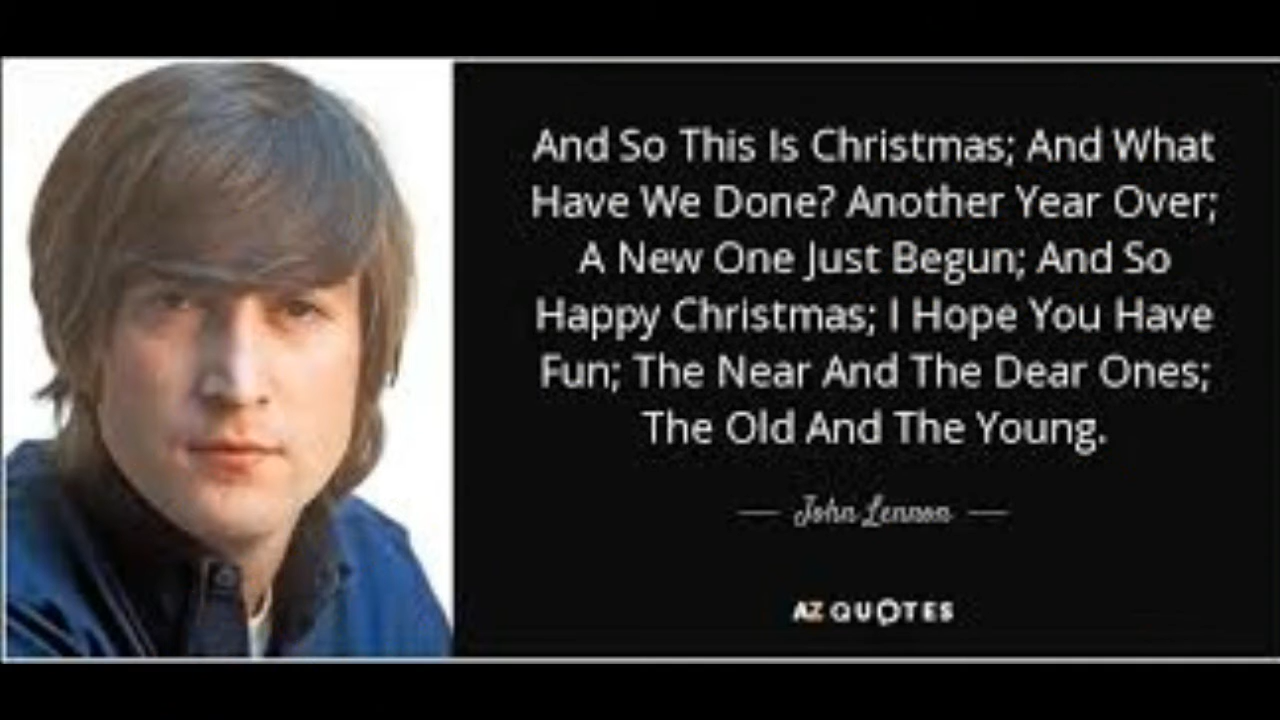 And So This Is Christmas; And What
Have We Done? Another Year Over;
A New One Just Begun; And So
Happy Christmas; I Hope You Have
Fun; The Near And The Dear Ones;
The Old And The Young.
John Lennon
AZ QUOTES